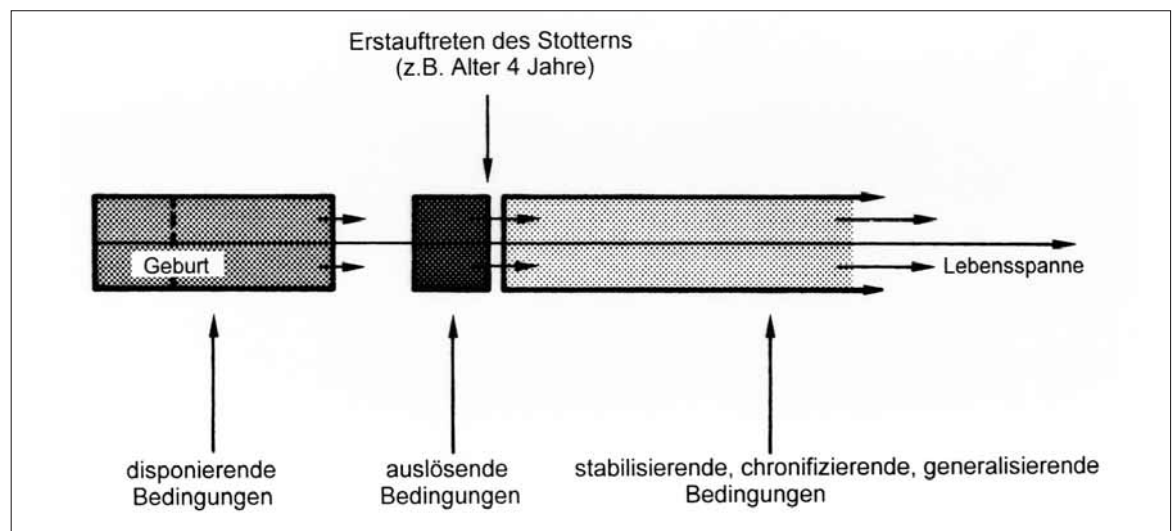 Erstauftreten des Stotterns
(z.B. Alter 4 Jahre)
Geburt
Lebensspanne
disponierende
Bedingungen
auslösende
Bedingungen
stabilisierende, chronifizierende, generalisierende
Bedingungen